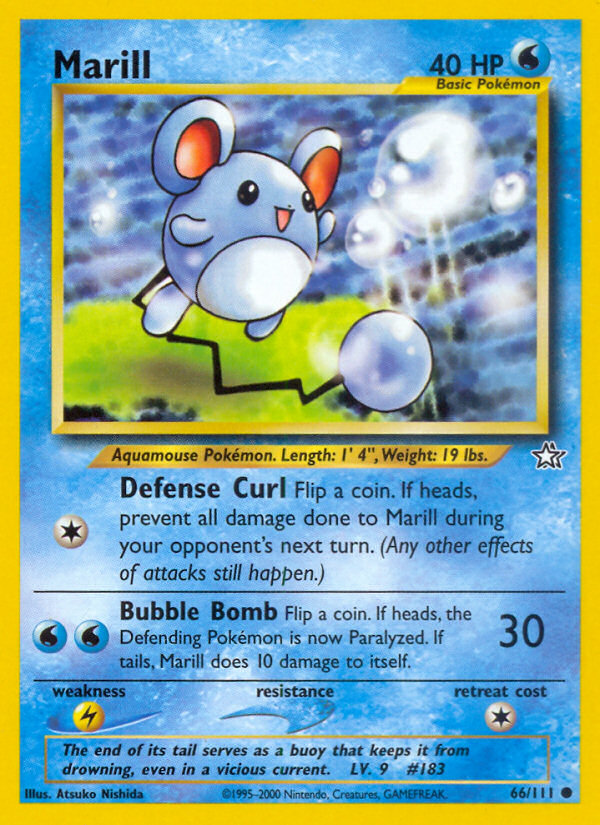 Marill
40 HP
Basic Pokémon
Aquamouse Pokémon. Length: 1' 4", Weight: 19 lbs.
Defense Curl Flip a coin. If heads,
prevent all damage done to Marill during
your opponent's next turn. (Any other effects
of attacks still happen.)
Bubble Bomb Flip a coin. If heads, the
Defending Pokémon is now Paralyzed. If
tails, Marill does 10 damage to itself.
30
weakness resistance retreat cost
The end of its tail serves as a buoy that keeps it from
drowning, even in a vicious current. LV. 9 #183
Illus. Atsuko Nishida ©1995-2000 Nintendo, Creatures, GAMEFREAK. 66/111